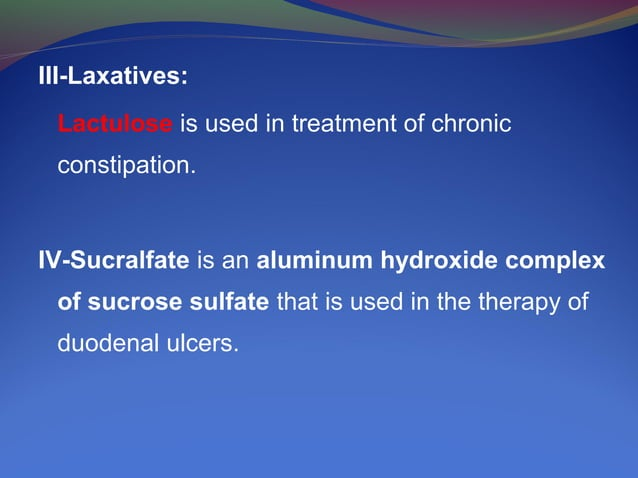 III-Laxatives:
Lactulose is used in treatment of chronic
constipation.
IV-Sucralfate is an aluminum hydroxide complex
of sucrose sulfate that is used in the therapy of
duodenal ulcers.